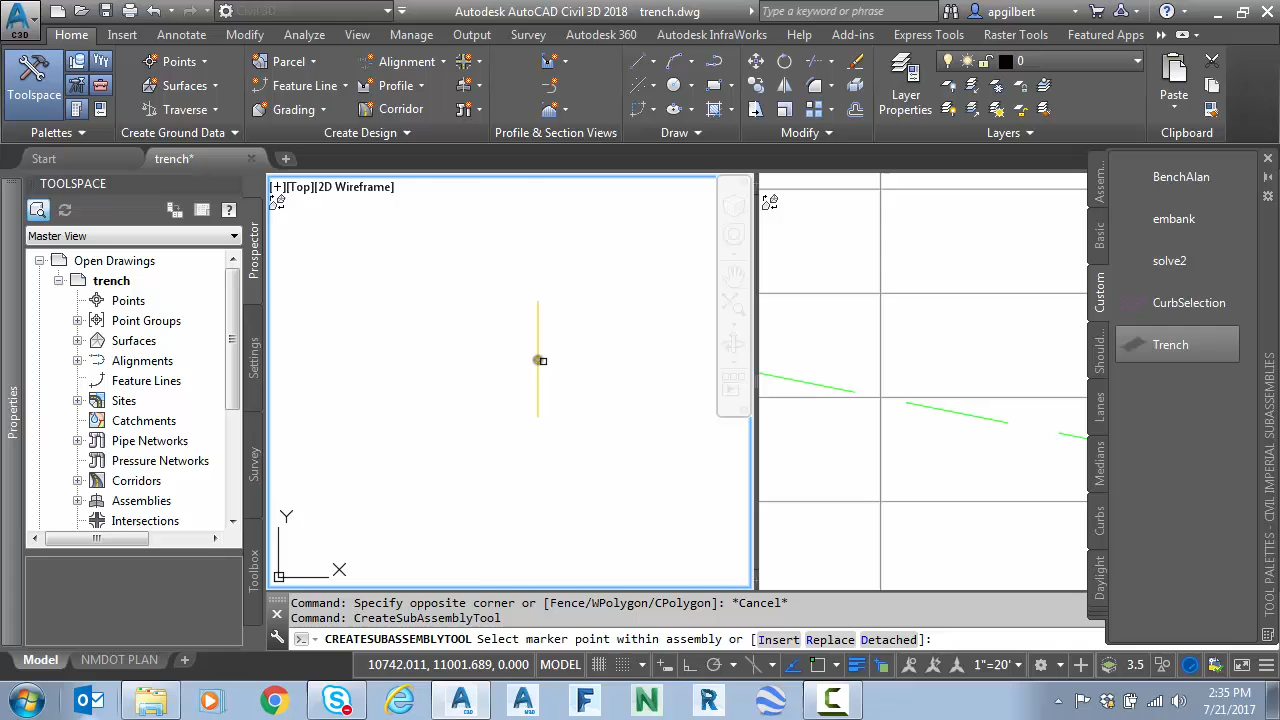 C3D
Civil 3D
Autodesk AutoCAD Civil 3D 2018
trench.dwg
Type a keyword or phrase
apgilbert
Home
Insert
Annotate
Modify
Analyze
View
Manage
Output
Survey
Autodesk 360
Autodesk InfraWorks
Help
Add-ins
Express Tools
Raster Tools
Featured Apps
Toolspace
Points
Surfaces
Traverse
Parcel
Feature Line
Grading
Alignment
Profile
Corridor
Layer
Properties
0
Paste
Palettes
Create Ground Data
Create Design
Profile & Section Views
Draw
Modify
Layers
Clipboard
Start
trench*
TOOLSPACE
Master View
Open Drawings
trench
Points
Point Groups
Surfaces
Alignments
Feature Lines
Sites
Catchments
Pipe Networks
Pressure Networks
Corridors
Assemblies
Intersections
Properties
Prospector
Settings
Survey
Toolbox
[+][Top][2D Wireframe]
Y
X
Assem...
Basic
Custom
Should...
Lanes
Medians
Curbs
Daylight
BenchAlan
embank
solve2
CurbSelection
Trench
TOOL PALETTES - CIVIL IMPERIAL SUBASSEMBLIES
Command: Specify opposite corner or [Fence/WPolygon/CPolygon]: *Cancel*
Command: CreateSubAssemblyTool
CREATESUBASSEMBLYTOOL Select marker point within assembly or [Insert Replace Detached]:
Model
NMDOT PLAN
10742.011, 11001.689, 0.000
MODEL
1"=20'
3.5
2:35 PM
7/21/2017